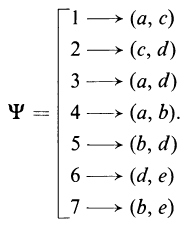 1 ⟶ (a, c)
2 ⟶ (c, d)
3 ⟶ (a, d)
Ψ = 4 ⟶ (a, b).
5 ⟶ (b, d)
6 ⟶ (d, e)
7 ⟶ (b, e)